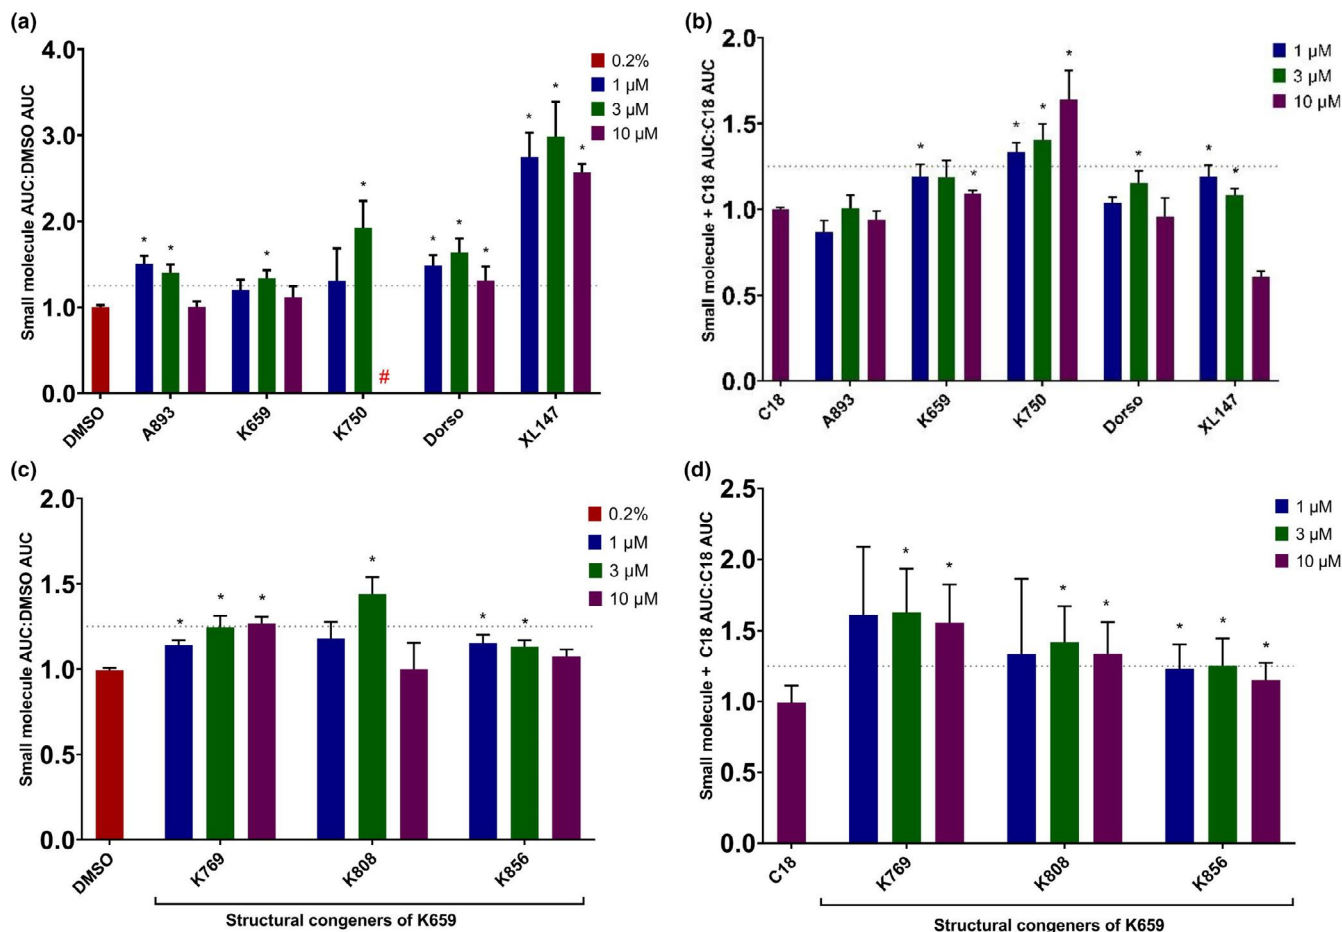 (a)
Small molecule AUC:DMSO AUC
4.0
3.0
2.0
1.0
0.0
* * * * * * * * * *
#
0.2%
1 µM
3 µM
10 µM
DMSO A893 K659 K750 Dorso XL147
(b)
Small molecule + C18 AUC:C18 AUC
2.0
1.5
1.0
0.5
0.0
* * * * * * * *
1 µM
3 µM
10 µM
C18 A893 K659 K750 Dorso XL147
(c)
Small molecule AUC:DMSO AUC
2.0
1.5
1.0
0.5
0.0
* * * * * *
0.2%
1 µM
3 µM
10 µM
DMSO K769 K808 K856
Structural congeners of K659
(d)
Small molecule + C18 AUC:C18 AUC
2.5
2.0
1.5
1.0
0.5
0.0
* * * * * * *
1 µM
3 µM
10 µM
C18 K769 K808 K856
Structural congeners of K659